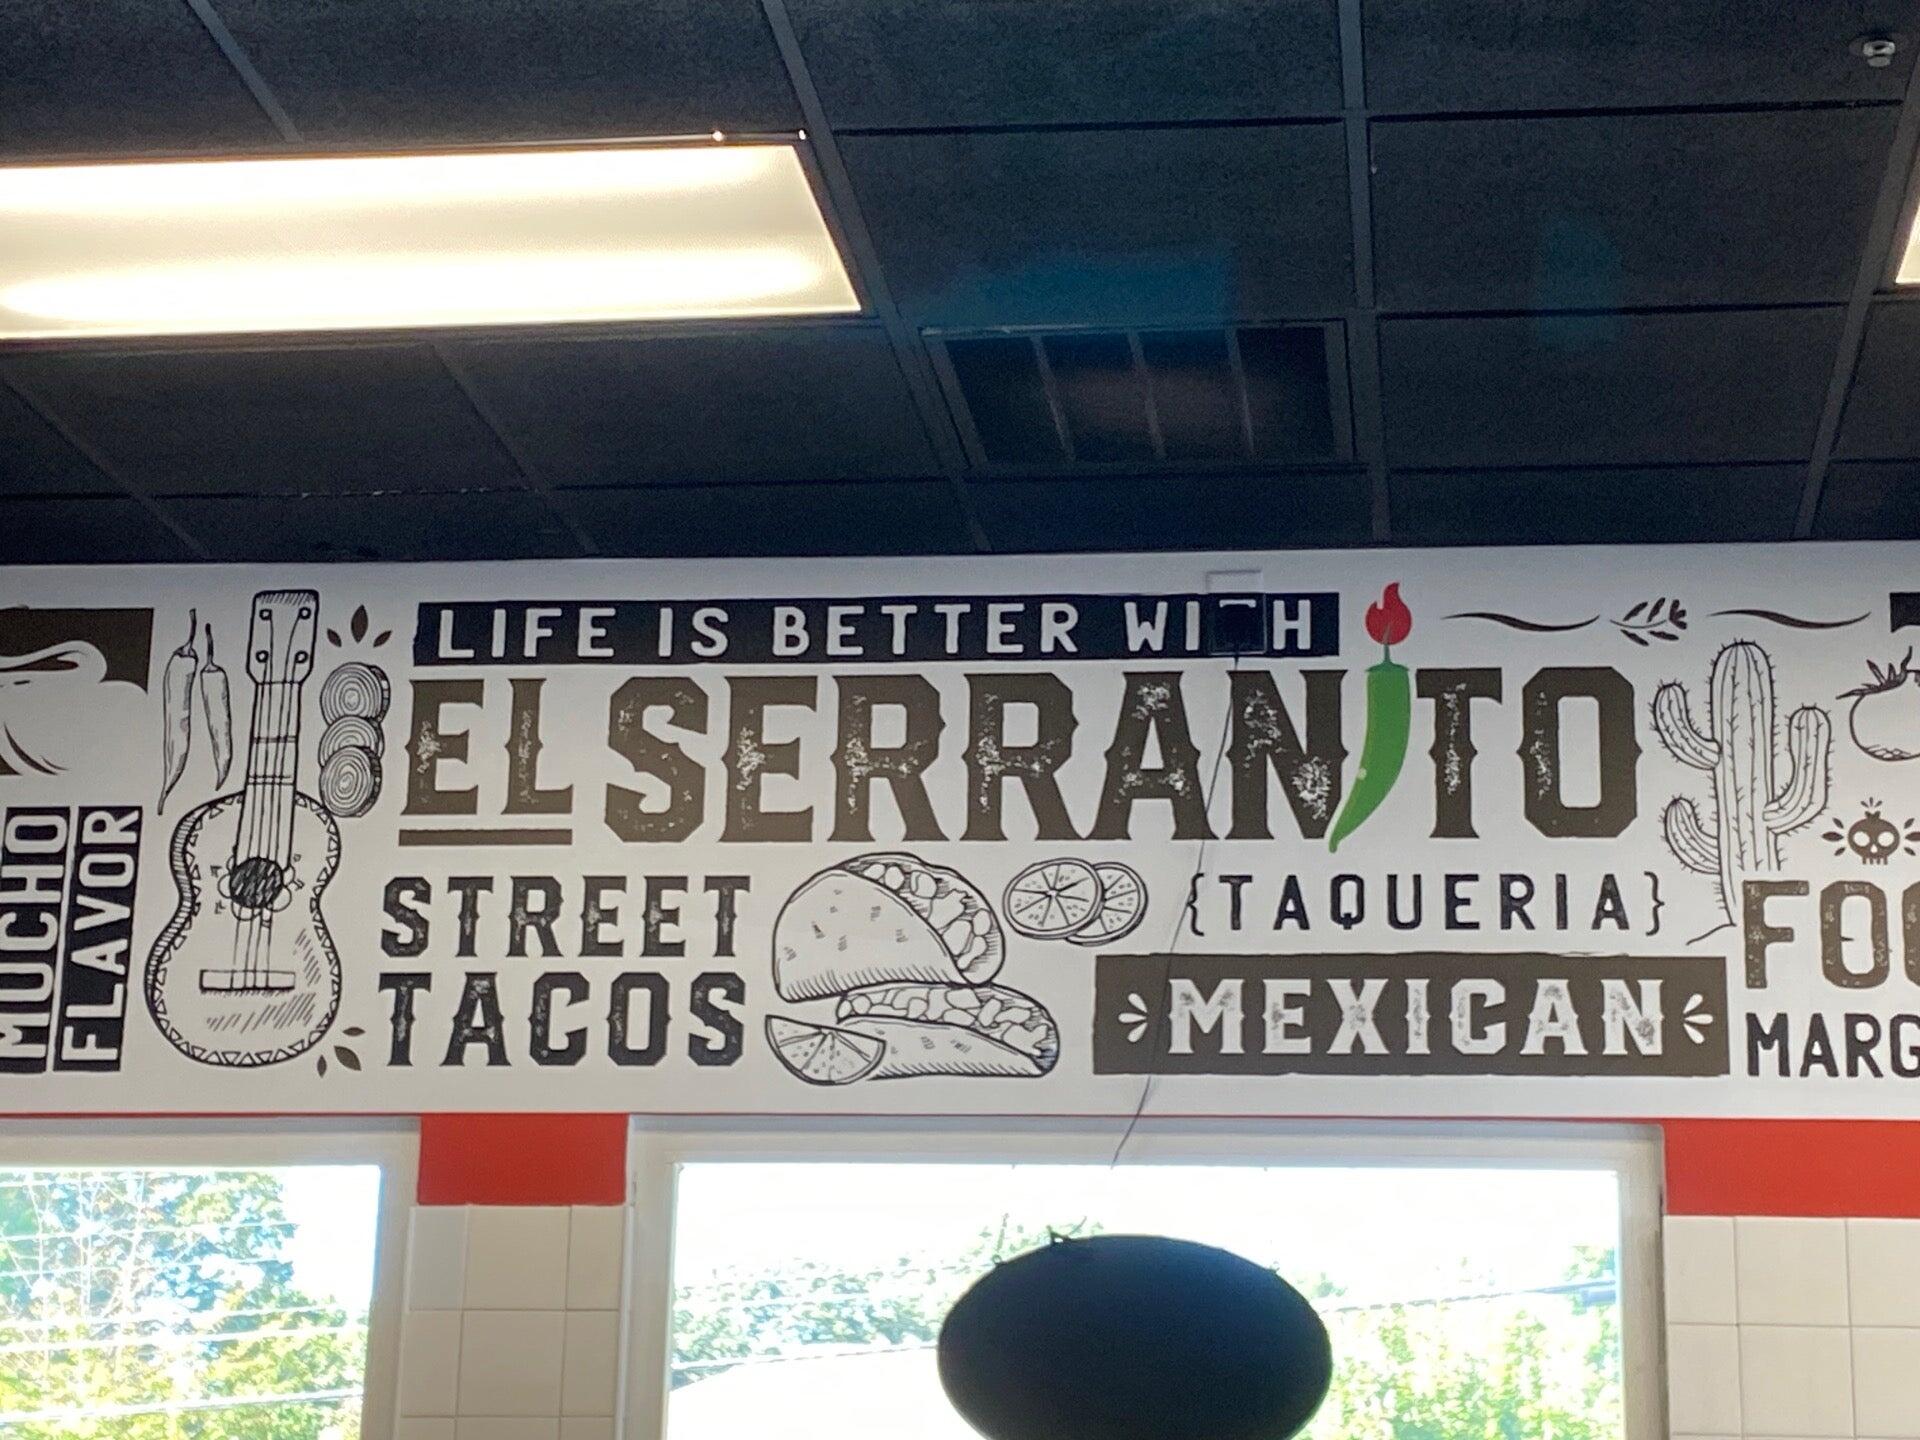 MUCHO
FLAVOR
LIFE IS BETTER WITH
EL SERRANITO
STREET
TACOS
{TAQUERIA}
MEXICAN